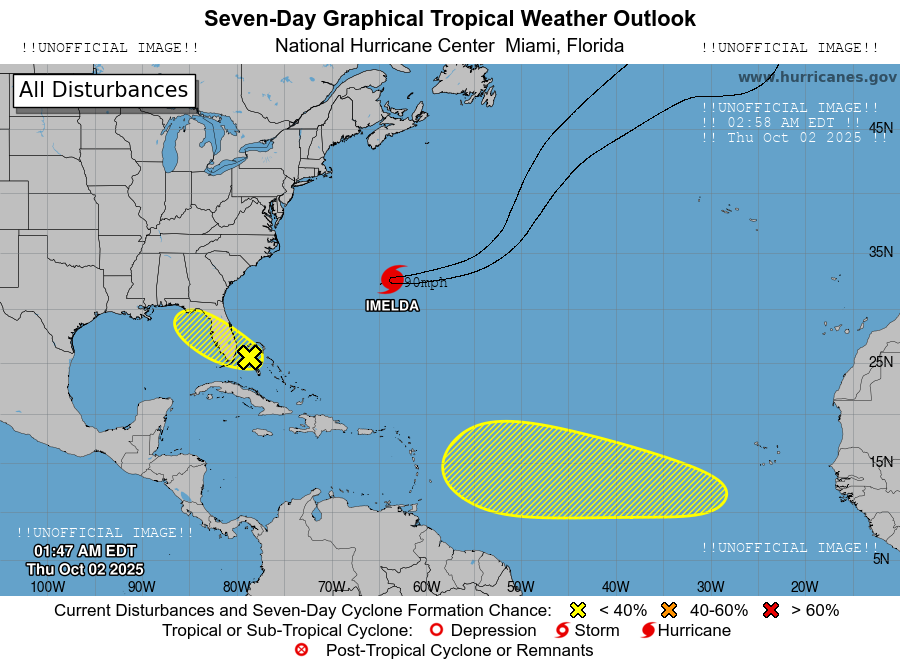 Seven-Day Graphical Tropical Weather Outlook
!!UNOFFICIAL IMAGE!!
National Hurricane Center Miami, Florida
!!UNOFFICIAL IMAGE!!
All Disturbances
www.hurricanes.gov
!!UNOFFICIAL IMAGE!!
!! 02:58 AM EDT !!
!! Thu Oct 02 2025 !!
45N
35N
90mph
IMELDA
25N
15N
!!UNOFFICIAL IMAGE!!
01:47 AM EDT
Thu Oct 02 2025
!!UNOFFICIAL IMAGE!!
5N
100W 90W 80W 70W 60W 50W 40W 30W 20W
Current Disturbances and Seven-Day Cyclone Formation Chance: < 40% 40-60% > 60%
Tropical or Sub-Tropical Cyclone: Depression Storm Hurricane
Post-Tropical Cyclone or Remnants